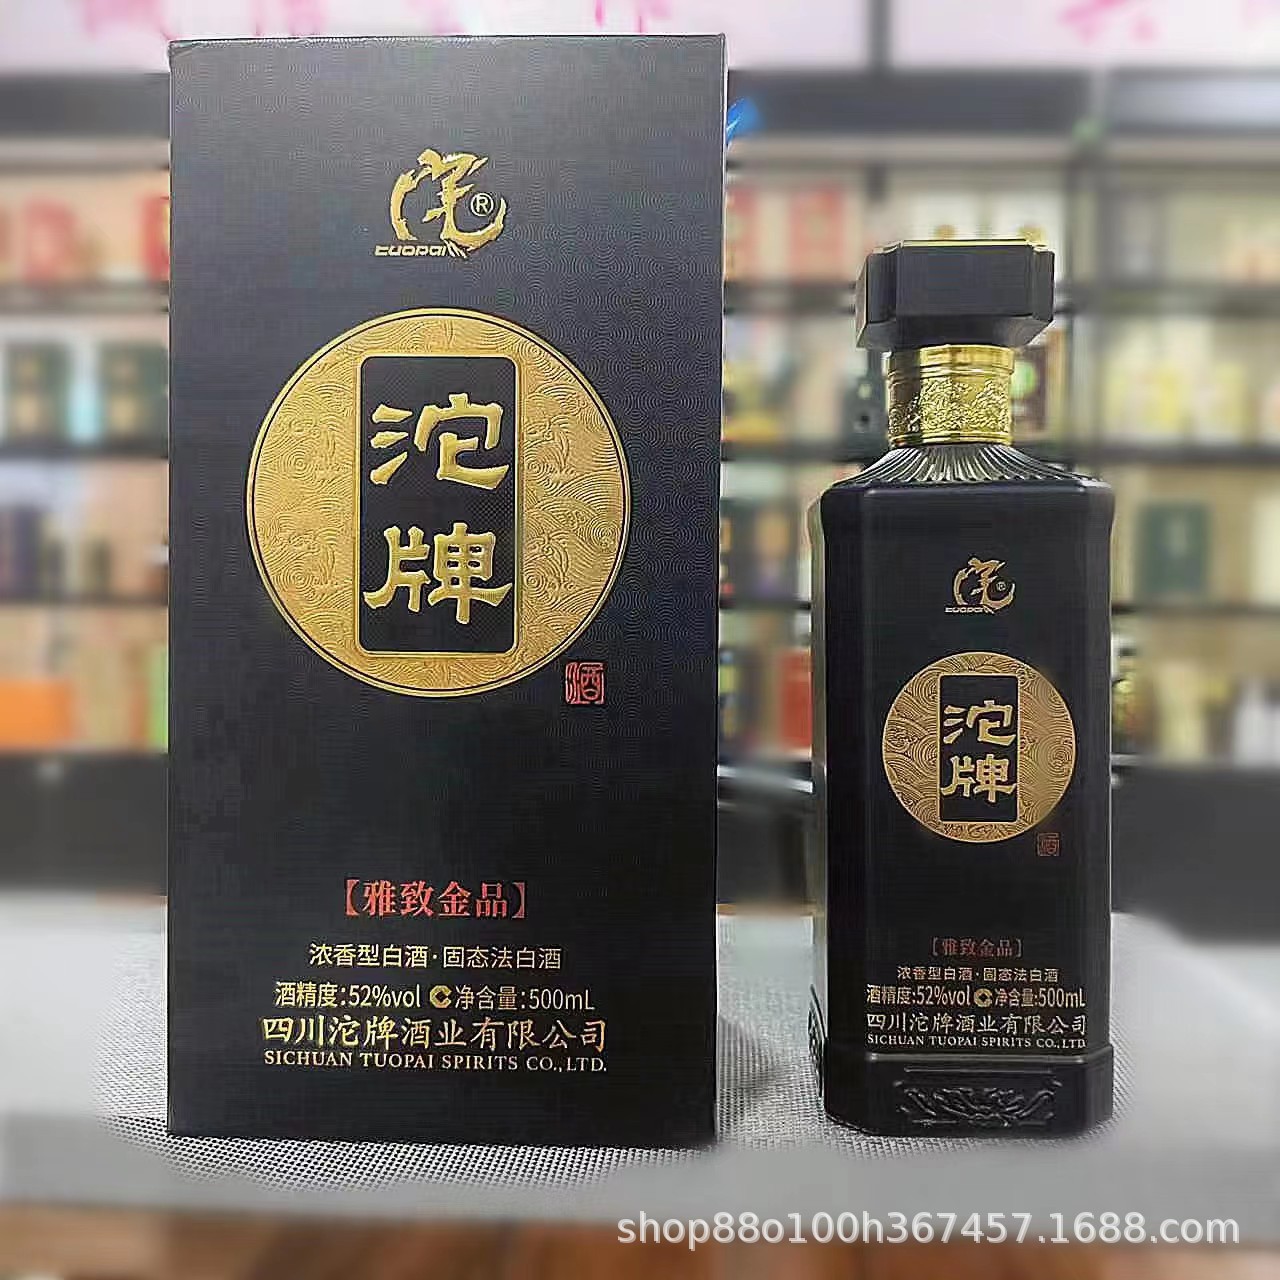 沱®
tuopai
沱
牌
酒
【雅致金品】
浓香型白酒·固态法白酒
酒精度:52%vol C净含量:500mL
四川沱牌酒业有限公司
SICHUAN TUOPAI SPIRITS CO.,LTD.
沱®
tuopai
沱
牌
酒
【雅致金品】
浓香型白酒·固态法白酒
酒精度:52%vol C净含量:500mL
四川沱牌酒业有限公司
SICHUAN TUOPAI SPIRITS CO.,LTD.
shop88o100h367457.1688.com